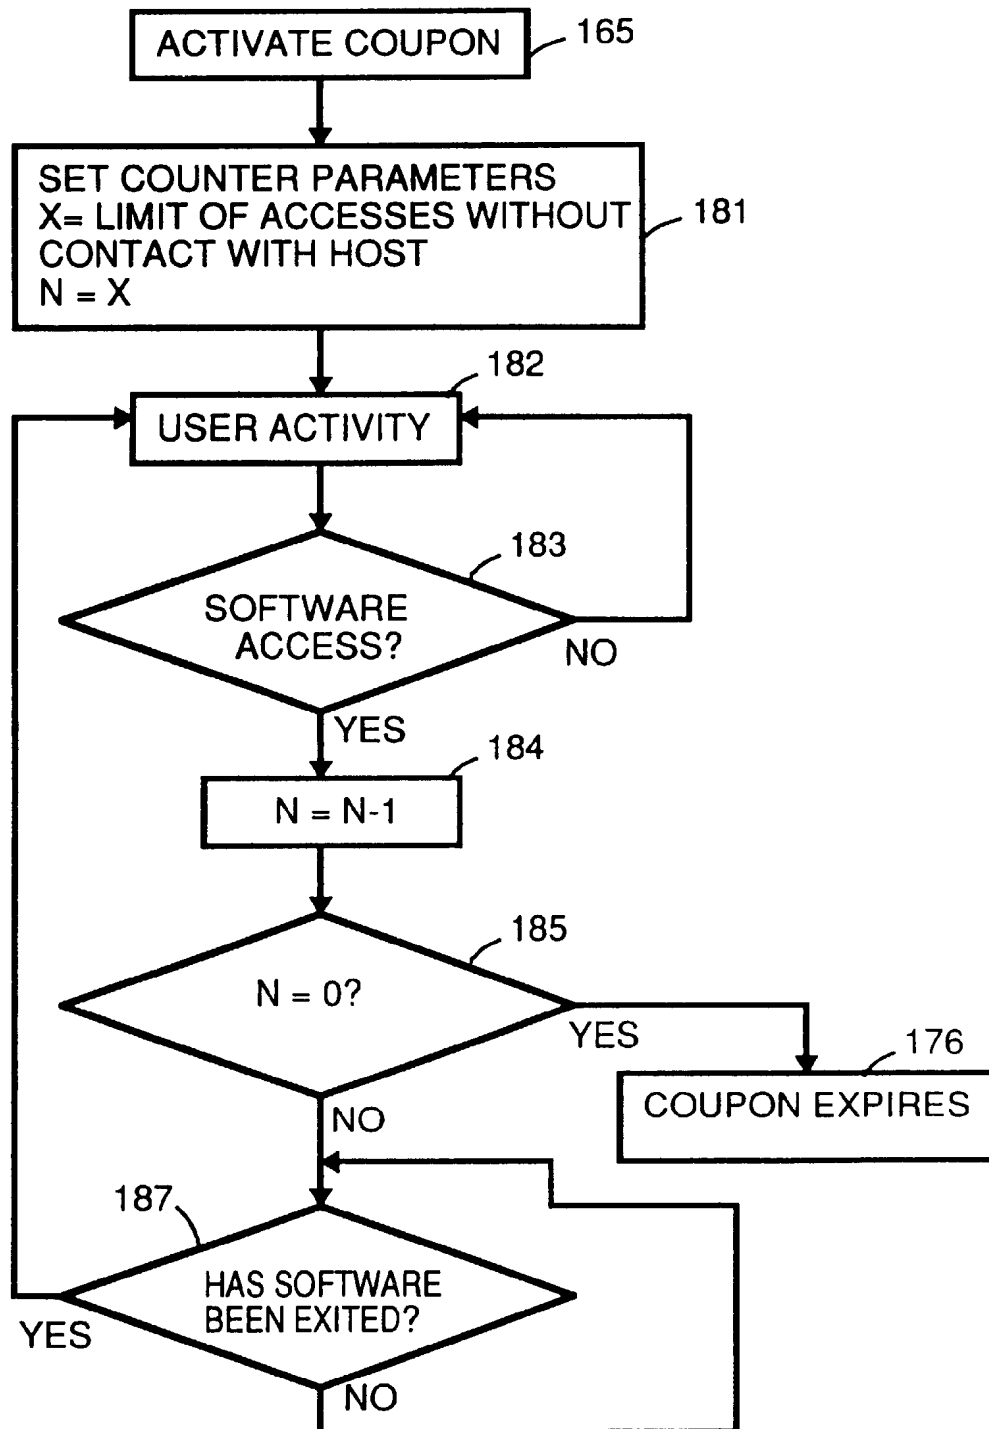 ACTIVATE COUPON
165
SET COUNTER PARAMETERS
X= LIMIT OF ACCESSES WITHOUT
CONTACT WITH HOST
N = X
181
182
USER ACTIVITY
183
SOFTWARE
ACCESS?
NO
YES
184
N = N-1
185
N = 0?
YES
176
COUPON EXPIRES
NO
187
HAS SOFTWARE
BEEN EXITED?
YES
NO